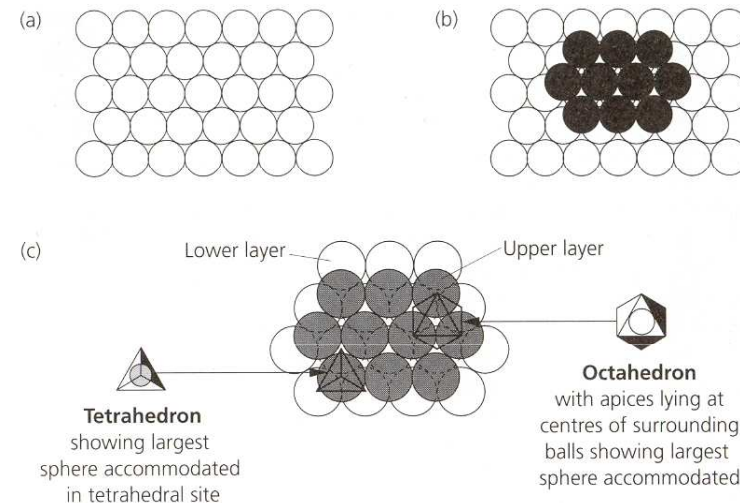 (a)
(b)
(c)
Lower layer
Upper layer
Tetrahedron
showing largest
sphere accommodated
in tetrahedral site
Octahedron
with apices lying at
centres of surrounding
balls showing largest
sphere accommodated